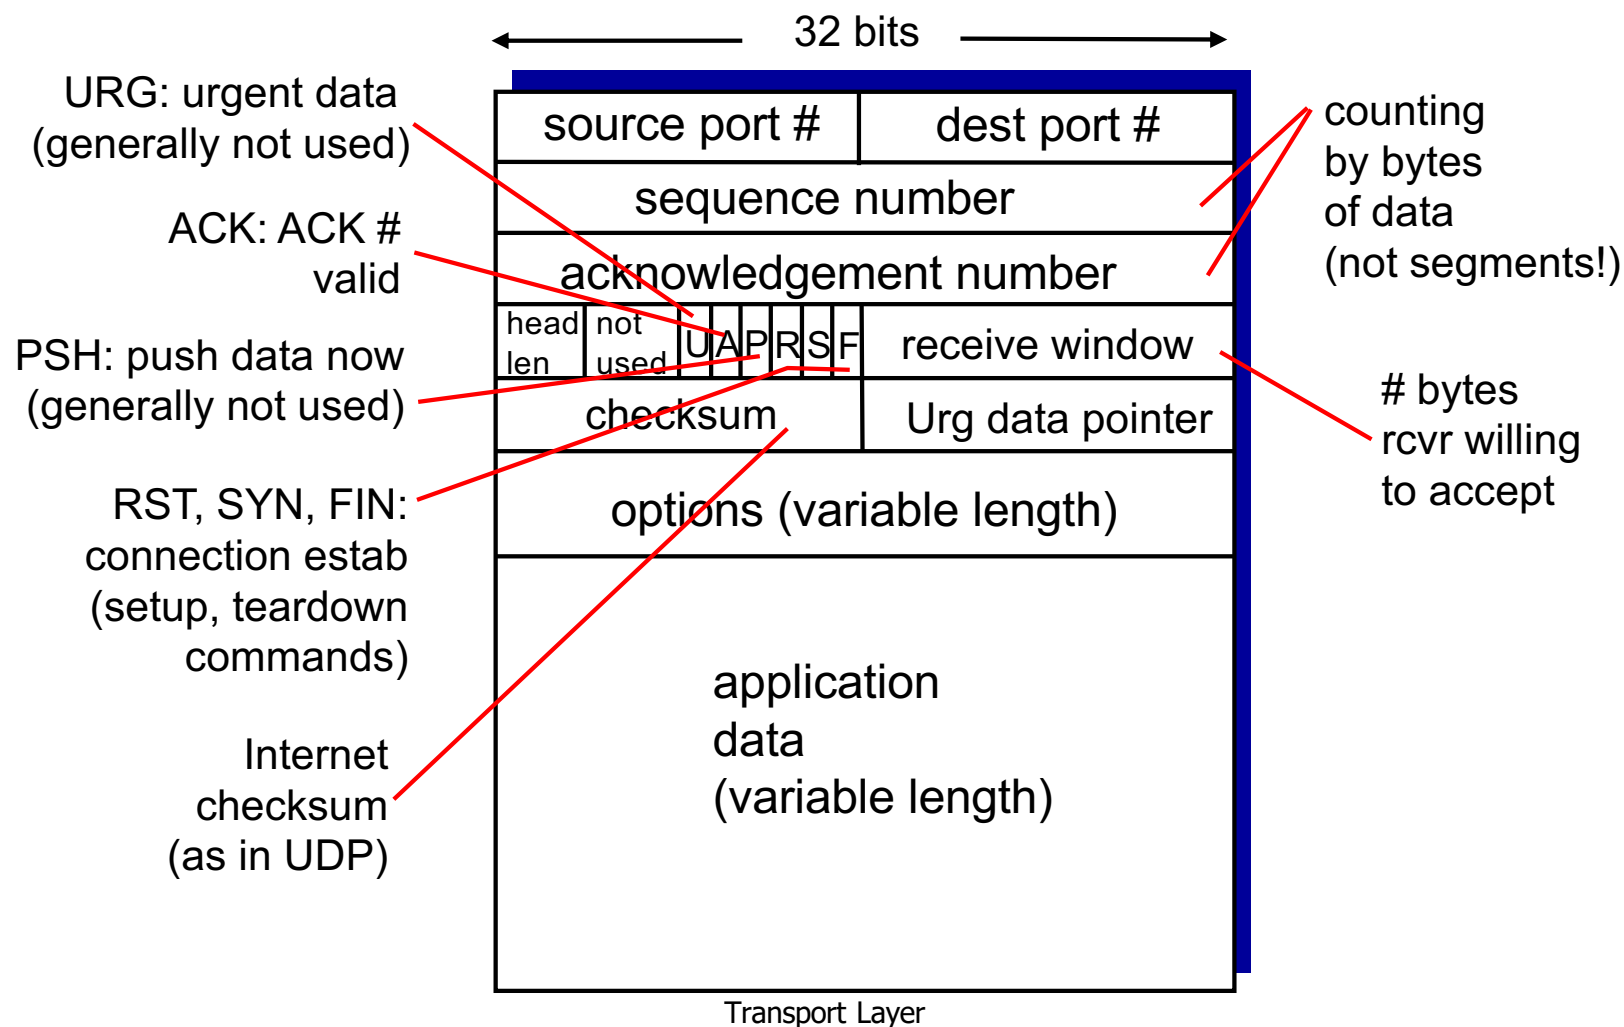 32 bits
URG: urgent data
(generally not used)
ACK: ACK #
valid
PSH: push data now
(generally not used)
RST, SYN, FIN:
connection estab
(setup, teardown
commands)
Internet
checksum
(as in UDP)
source port #
dest port #
sequence number
acknowledgement number
head
len
not
used
U A P R S F
receive window
checksum
Urg data pointer
options (variable length)
application
data
(variable length)
counting
by bytes
of data
(not segments!)
# bytes
rcvr willing
to accept
Transport Layer